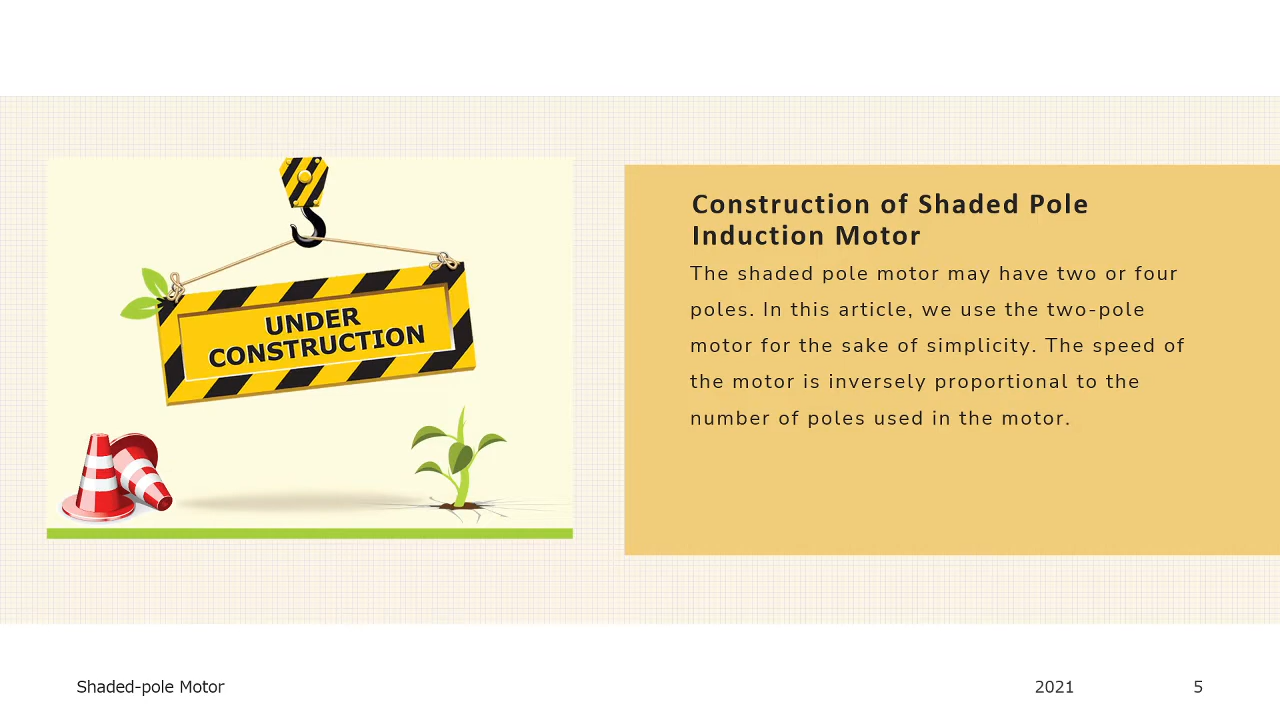 UNDER
CONSTRUCTION
Construction of Shaded Pole
Induction Motor
The shaded pole motor may have two or four
poles. In this article, we use the two-pole
motor for the sake of simplicity. The speed of
the motor is inversely proportional to the
number of poles used in the motor.
Shaded-pole Motor
2021
5